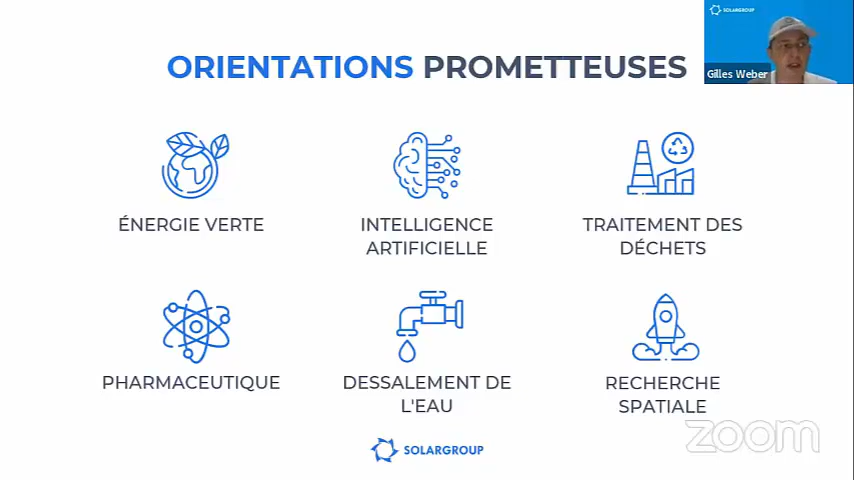 SOLARGROUP
Gilles Weber
ORIENTATIONS PROMETTEUSES
ÉNERGIE VERTE
INTELLIGENCE
ARTIFICIELLE
TRAITEMENT DES
DÉCHETS
PHARMACEUTIQUE
DESSALEMENT DE
L'EAU
RECHERCHE
SPATIALE
SOLARGROUP
zoom